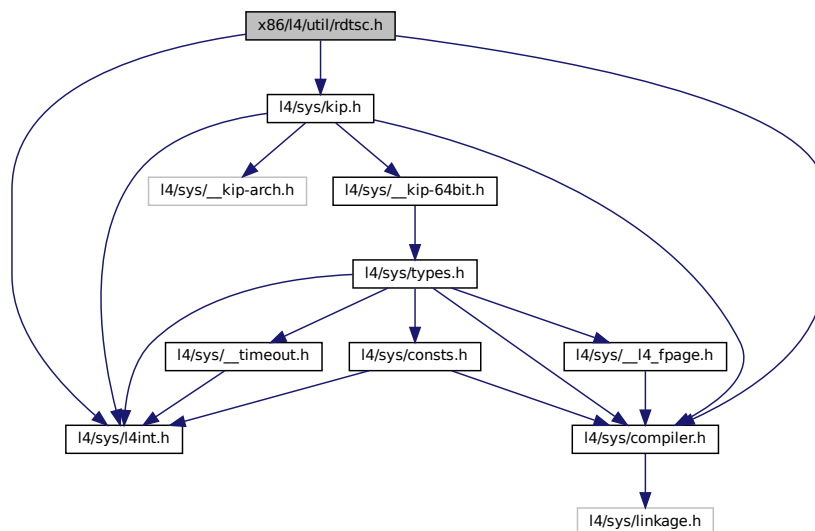 x86/l4/util/rdtsc.h
l4/sys/kip.h
l4/sys/__kip-arch.h
l4/sys/__kip-64bit.h
l4/sys/types.h
l4/sys/__timeout.h
l4/sys/consts.h
l4/sys/__l4_fpage.h
l4/sys/l4int.h
l4/sys/compiler.h
l4/sys/linkage.h